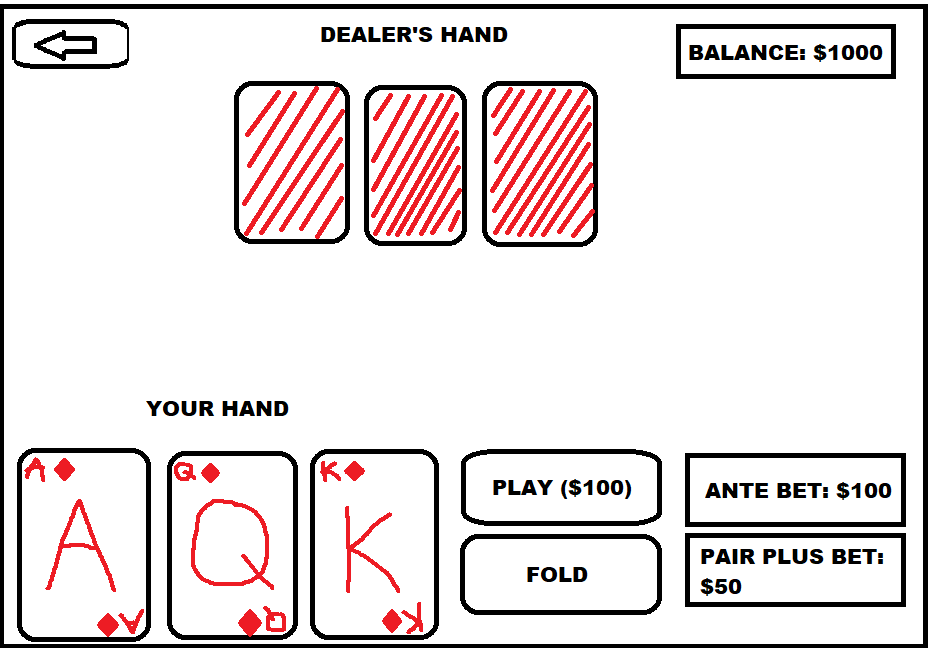 DEALER'S HAND
BALANCE: $1000
YOUR HAND
A
A
A
Q
Q
Q
K
K
K
PLAY ($100)
FOLD
ANTE BET: $100
PAIR PLUS BET:
$50